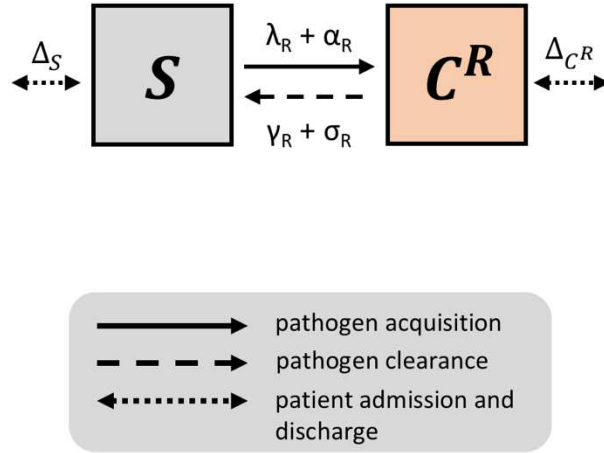 Δ_S
S
λ_R + α_R
C^R
Δ_{C^R}
γ_R + σ_R
pathogen acquisition
pathogen clearance
patient admission and
discharge